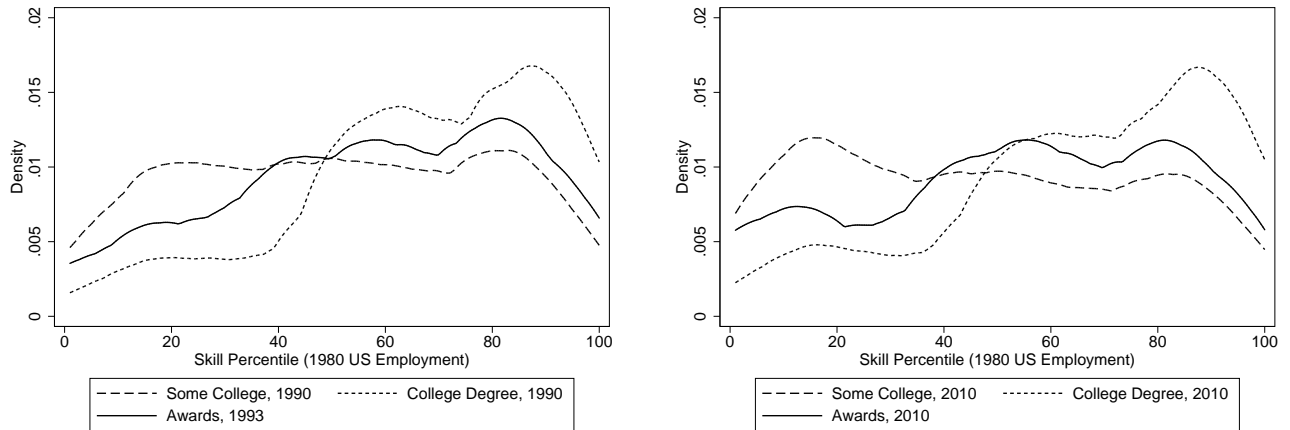 .02
.015
.01
.005
0
Density
0 20 40 60 80 100
Skill Percentile (1980 US Employment)
Some College, 1990 College Degree, 1990
Awards, 1993
.02
.015
.01
.005
0
Density
0 20 40 60 80 100
Skill Percentile (1980 US Employment)
Some College, 2010 College Degree, 2010
Awards, 2010